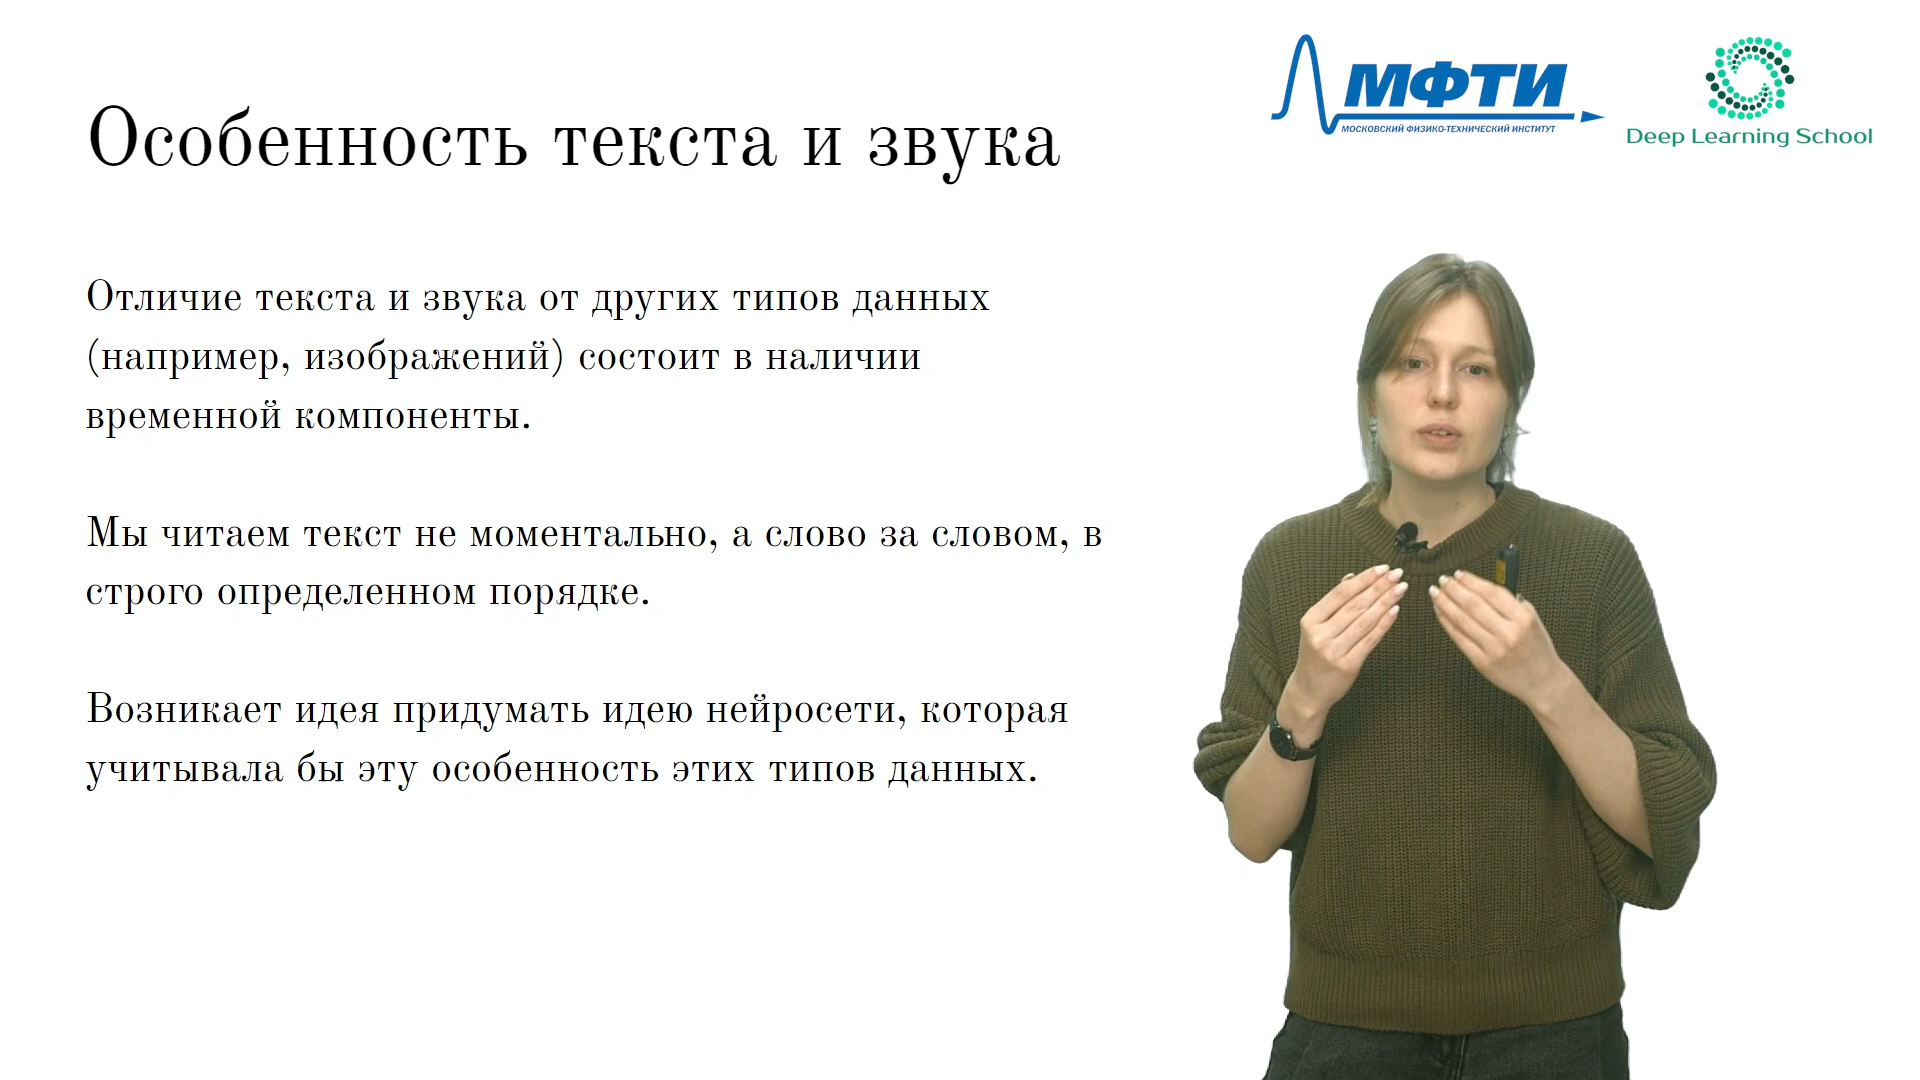 МФТИ
МОСКОВСКИЙ ФИЗИКО-ТЕХНИЧЕСКИЙ ИНСТИТУТ
Deep Learning School
Особенность текста и звука
Отличие текста и звука от других типов данных
(например, изображений) состоит в наличии
временной компоненты.
Мы читаем текст не моментально, а слово за словом, в
строго определенном порядке.
Возникает идея придумать идею нейросети, которая
учитывала бы эту особенность этих типов данных.